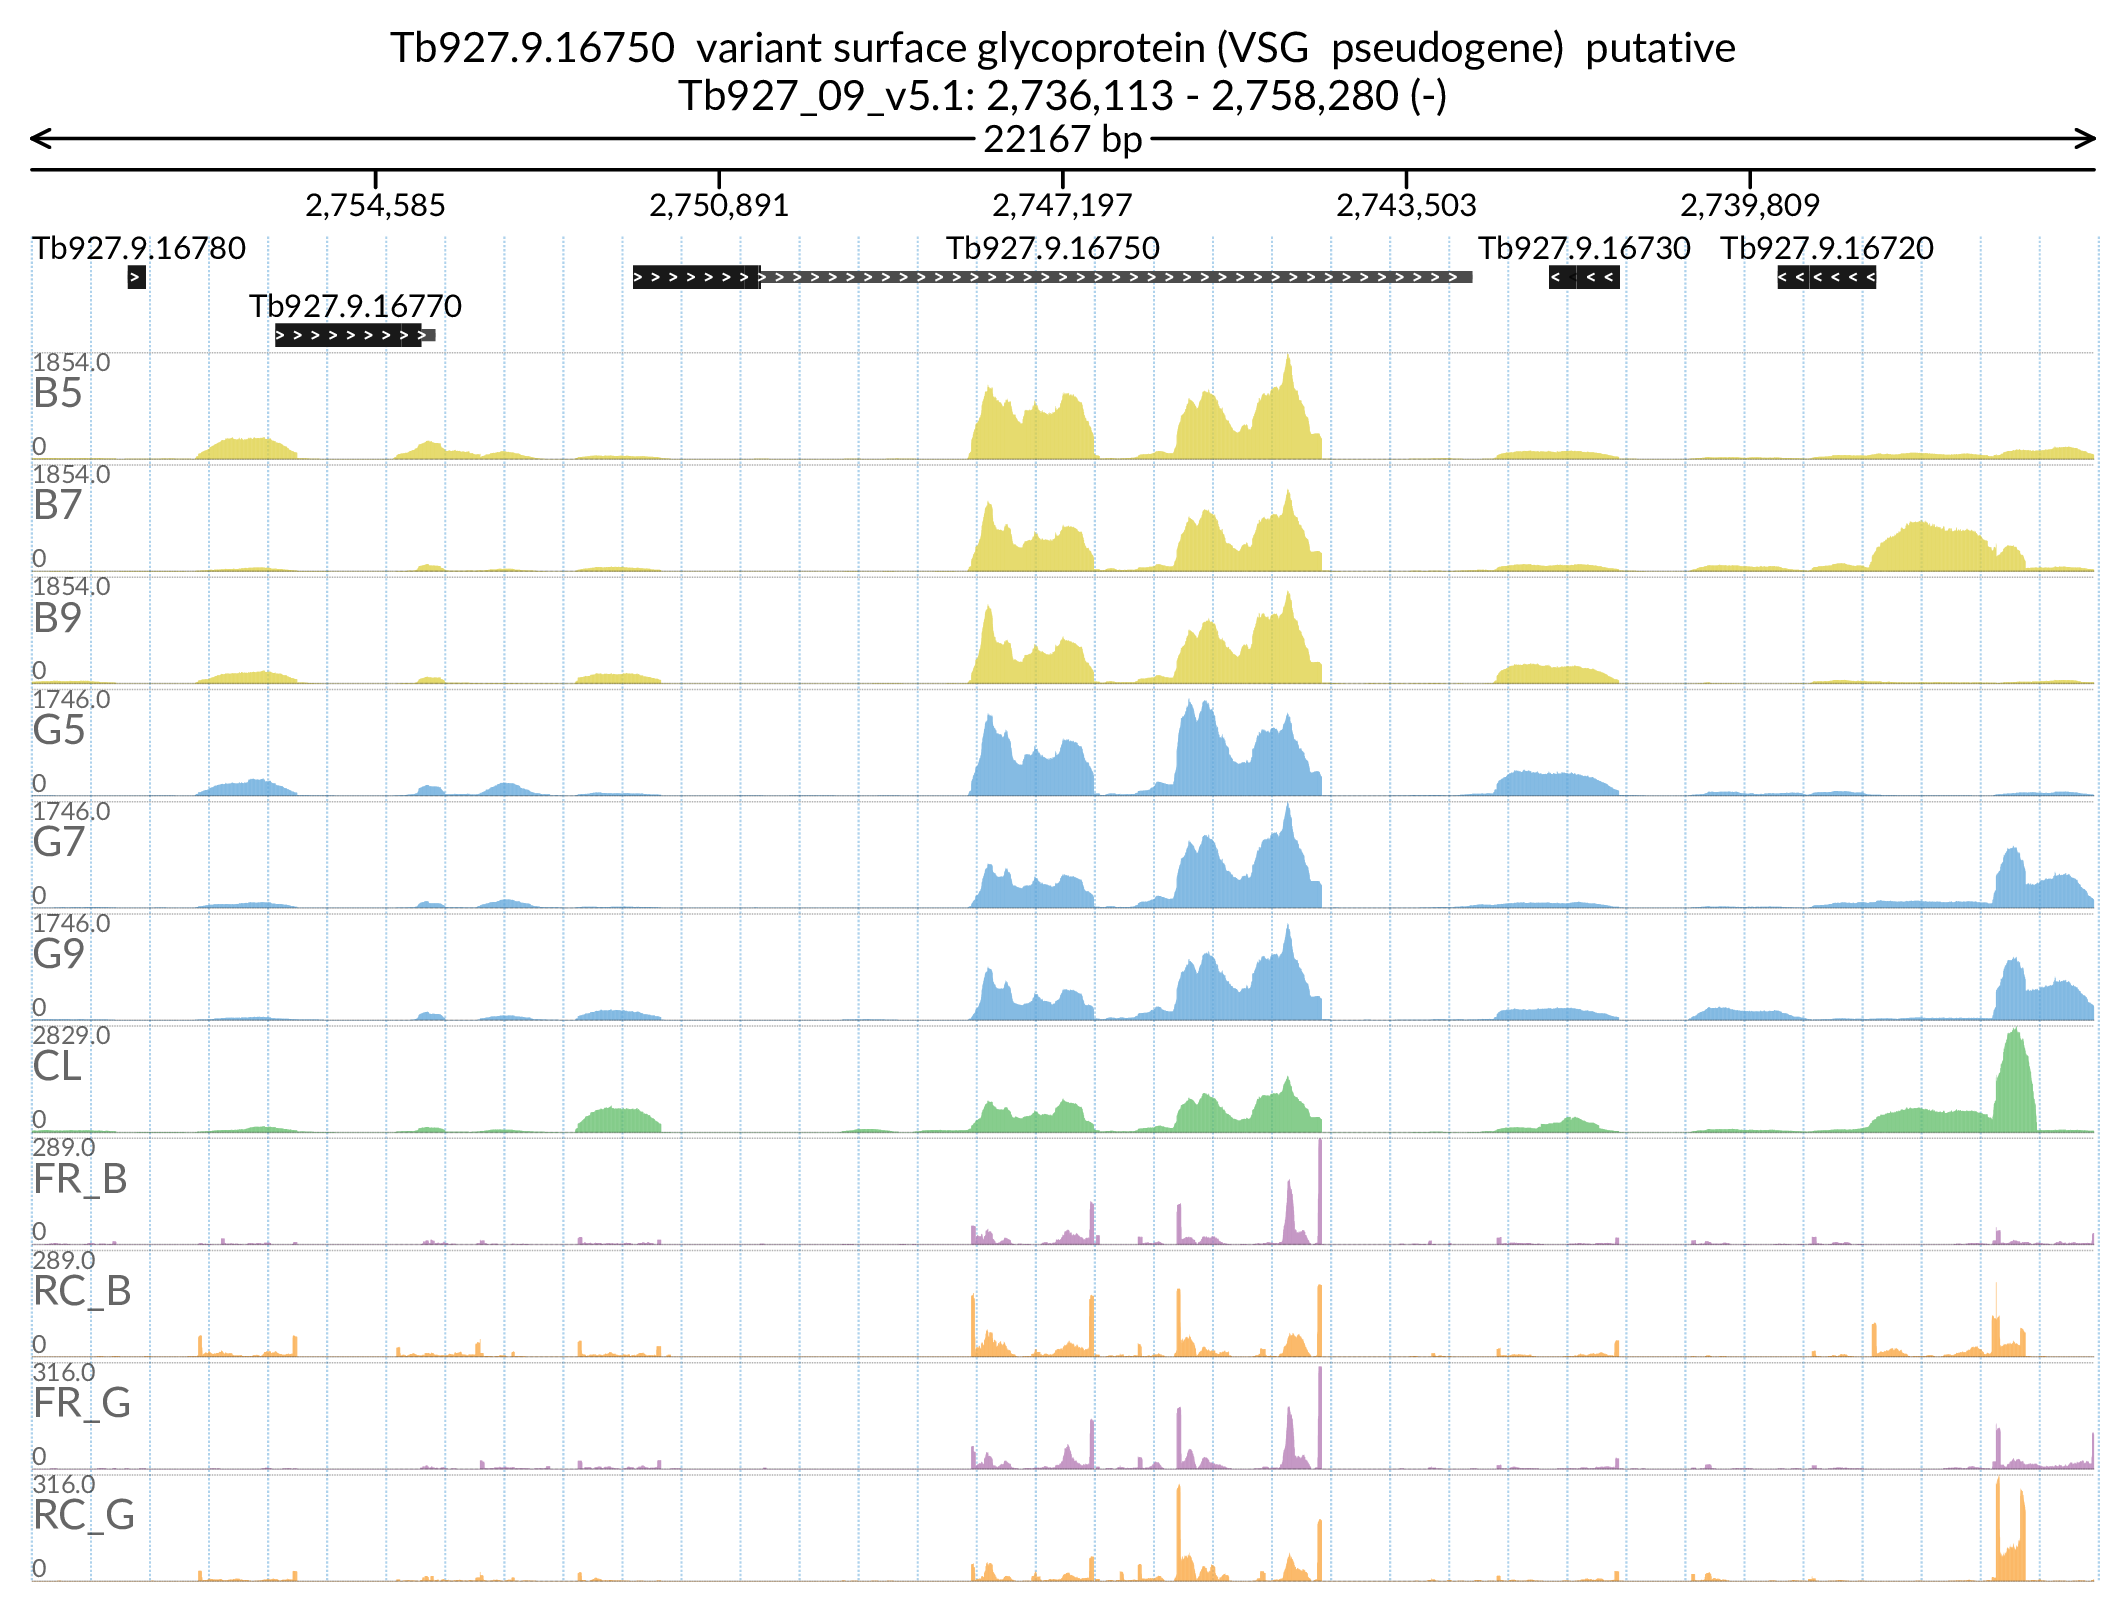 Tb927.9.16750  variant surface glycoprotein (VSG  pseudogene)  putative
Tb927_09_v5.1: 2,736,113 - 2,758,280 (-)
22167 bp
2,754,585 2,750,891 2,747,197 2,743,503 2,739,809
Tb927.9.16780 Tb927.9.16750 Tb927.9.16730 Tb927.9.16720
Tb927.9.16770
1854.0
B5
0
1854.0
B7
0
1854.0
B9
0
1746.0
G5
0
1746.0
G7
0
1746.0
G9
0
2829.0
CL
0
289.0
FR_B
0
289.0
RC_B
0
316.0
FR_G
0
316.0
RC_G
0